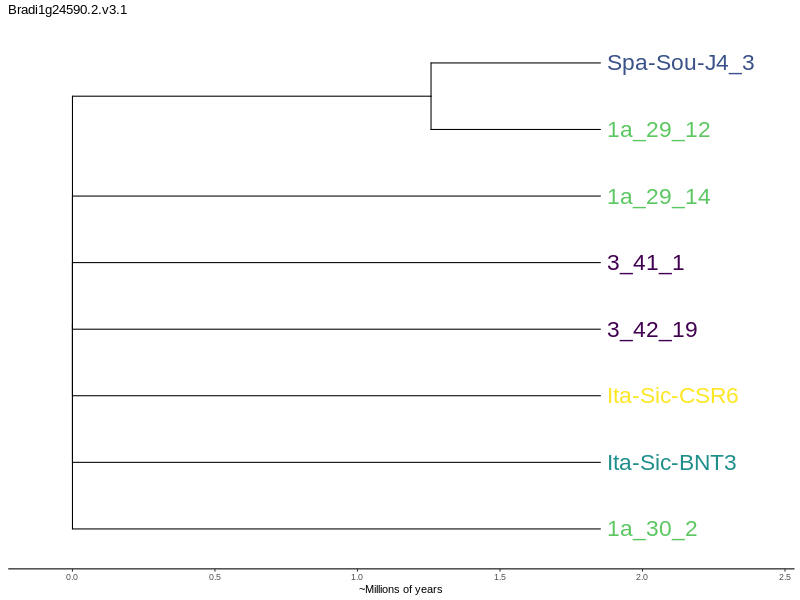 Bradi1g24590.2.v3.1
Spa-Sou-J4_3
1a_29_12
1a_29_14
3_41_1
3_42_19
Ita-Sic-CSR6
Ita-Sic-BNT3
1a_30_2
0.0 0.5 1.0 1.5 2.0 2.5
~Millions of years